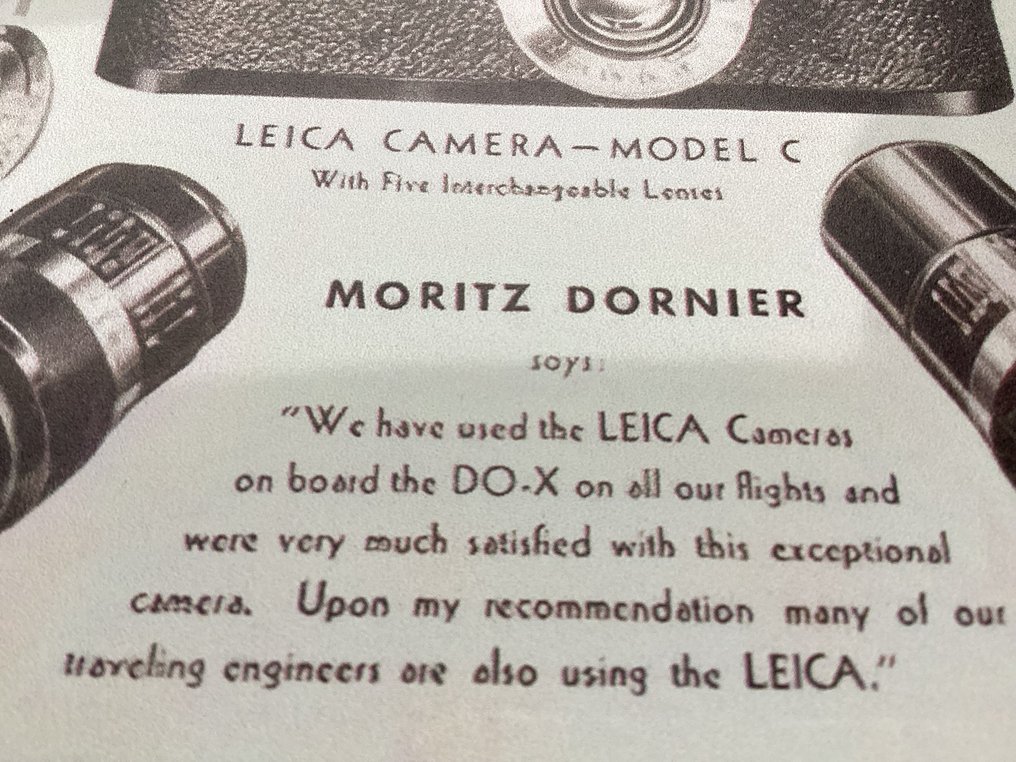 LEICA CAMERA—MODEL C
With Five Interchangeable Lenses
MORITZ DORNIER
says:
"We have used the LEICA Cameras
on board the DO-X on all our flights and
were very much satisfied with this exceptional
camera. Upon my recommendation many of our
traveling engineers are also using the LEICA."